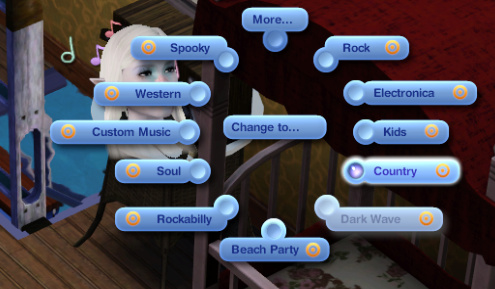 More...
Spooky
Rock
Western
Electronica
Custom Music
Change to...
Kids
Soul
Country
Rockabilly
Dark Wave
Beach Party